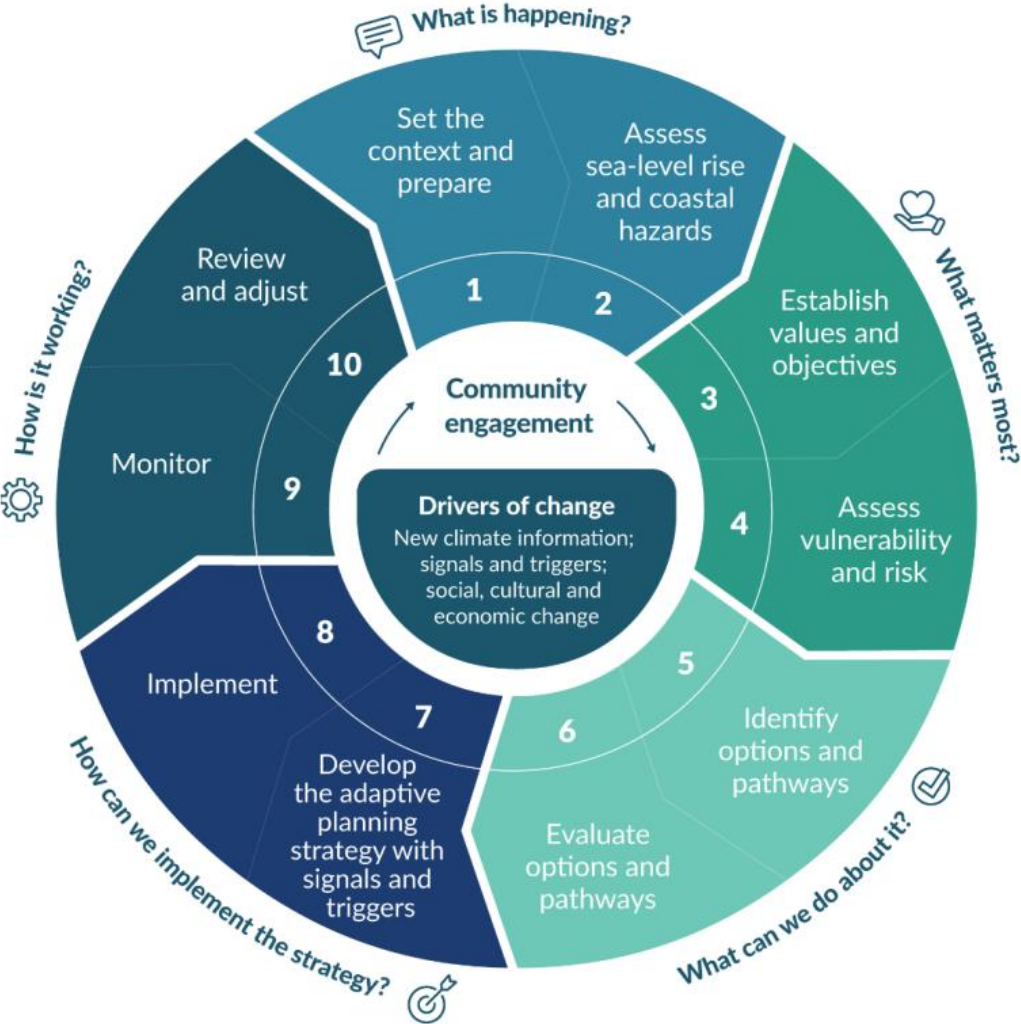 What is happening?
1
Set the
context and
prepare
2
Assess
sea-level rise
and coastal
hazards
What matters most?
3
Establish
values and
objectives
4
Assess
vulnerability
and risk
What can we do about it?
5
Identify
options and
pathways
6
Evaluate
options and
pathways
How can we implement the strategy?
7
Develop
the adaptive
planning
strategy with
signals and
triggers
8
Implement
How is it working?
9
Monitor
10
Review
and adjust
Community
engagement
Drivers of change
New climate information;
signals and triggers;
social, cultural and
economic change